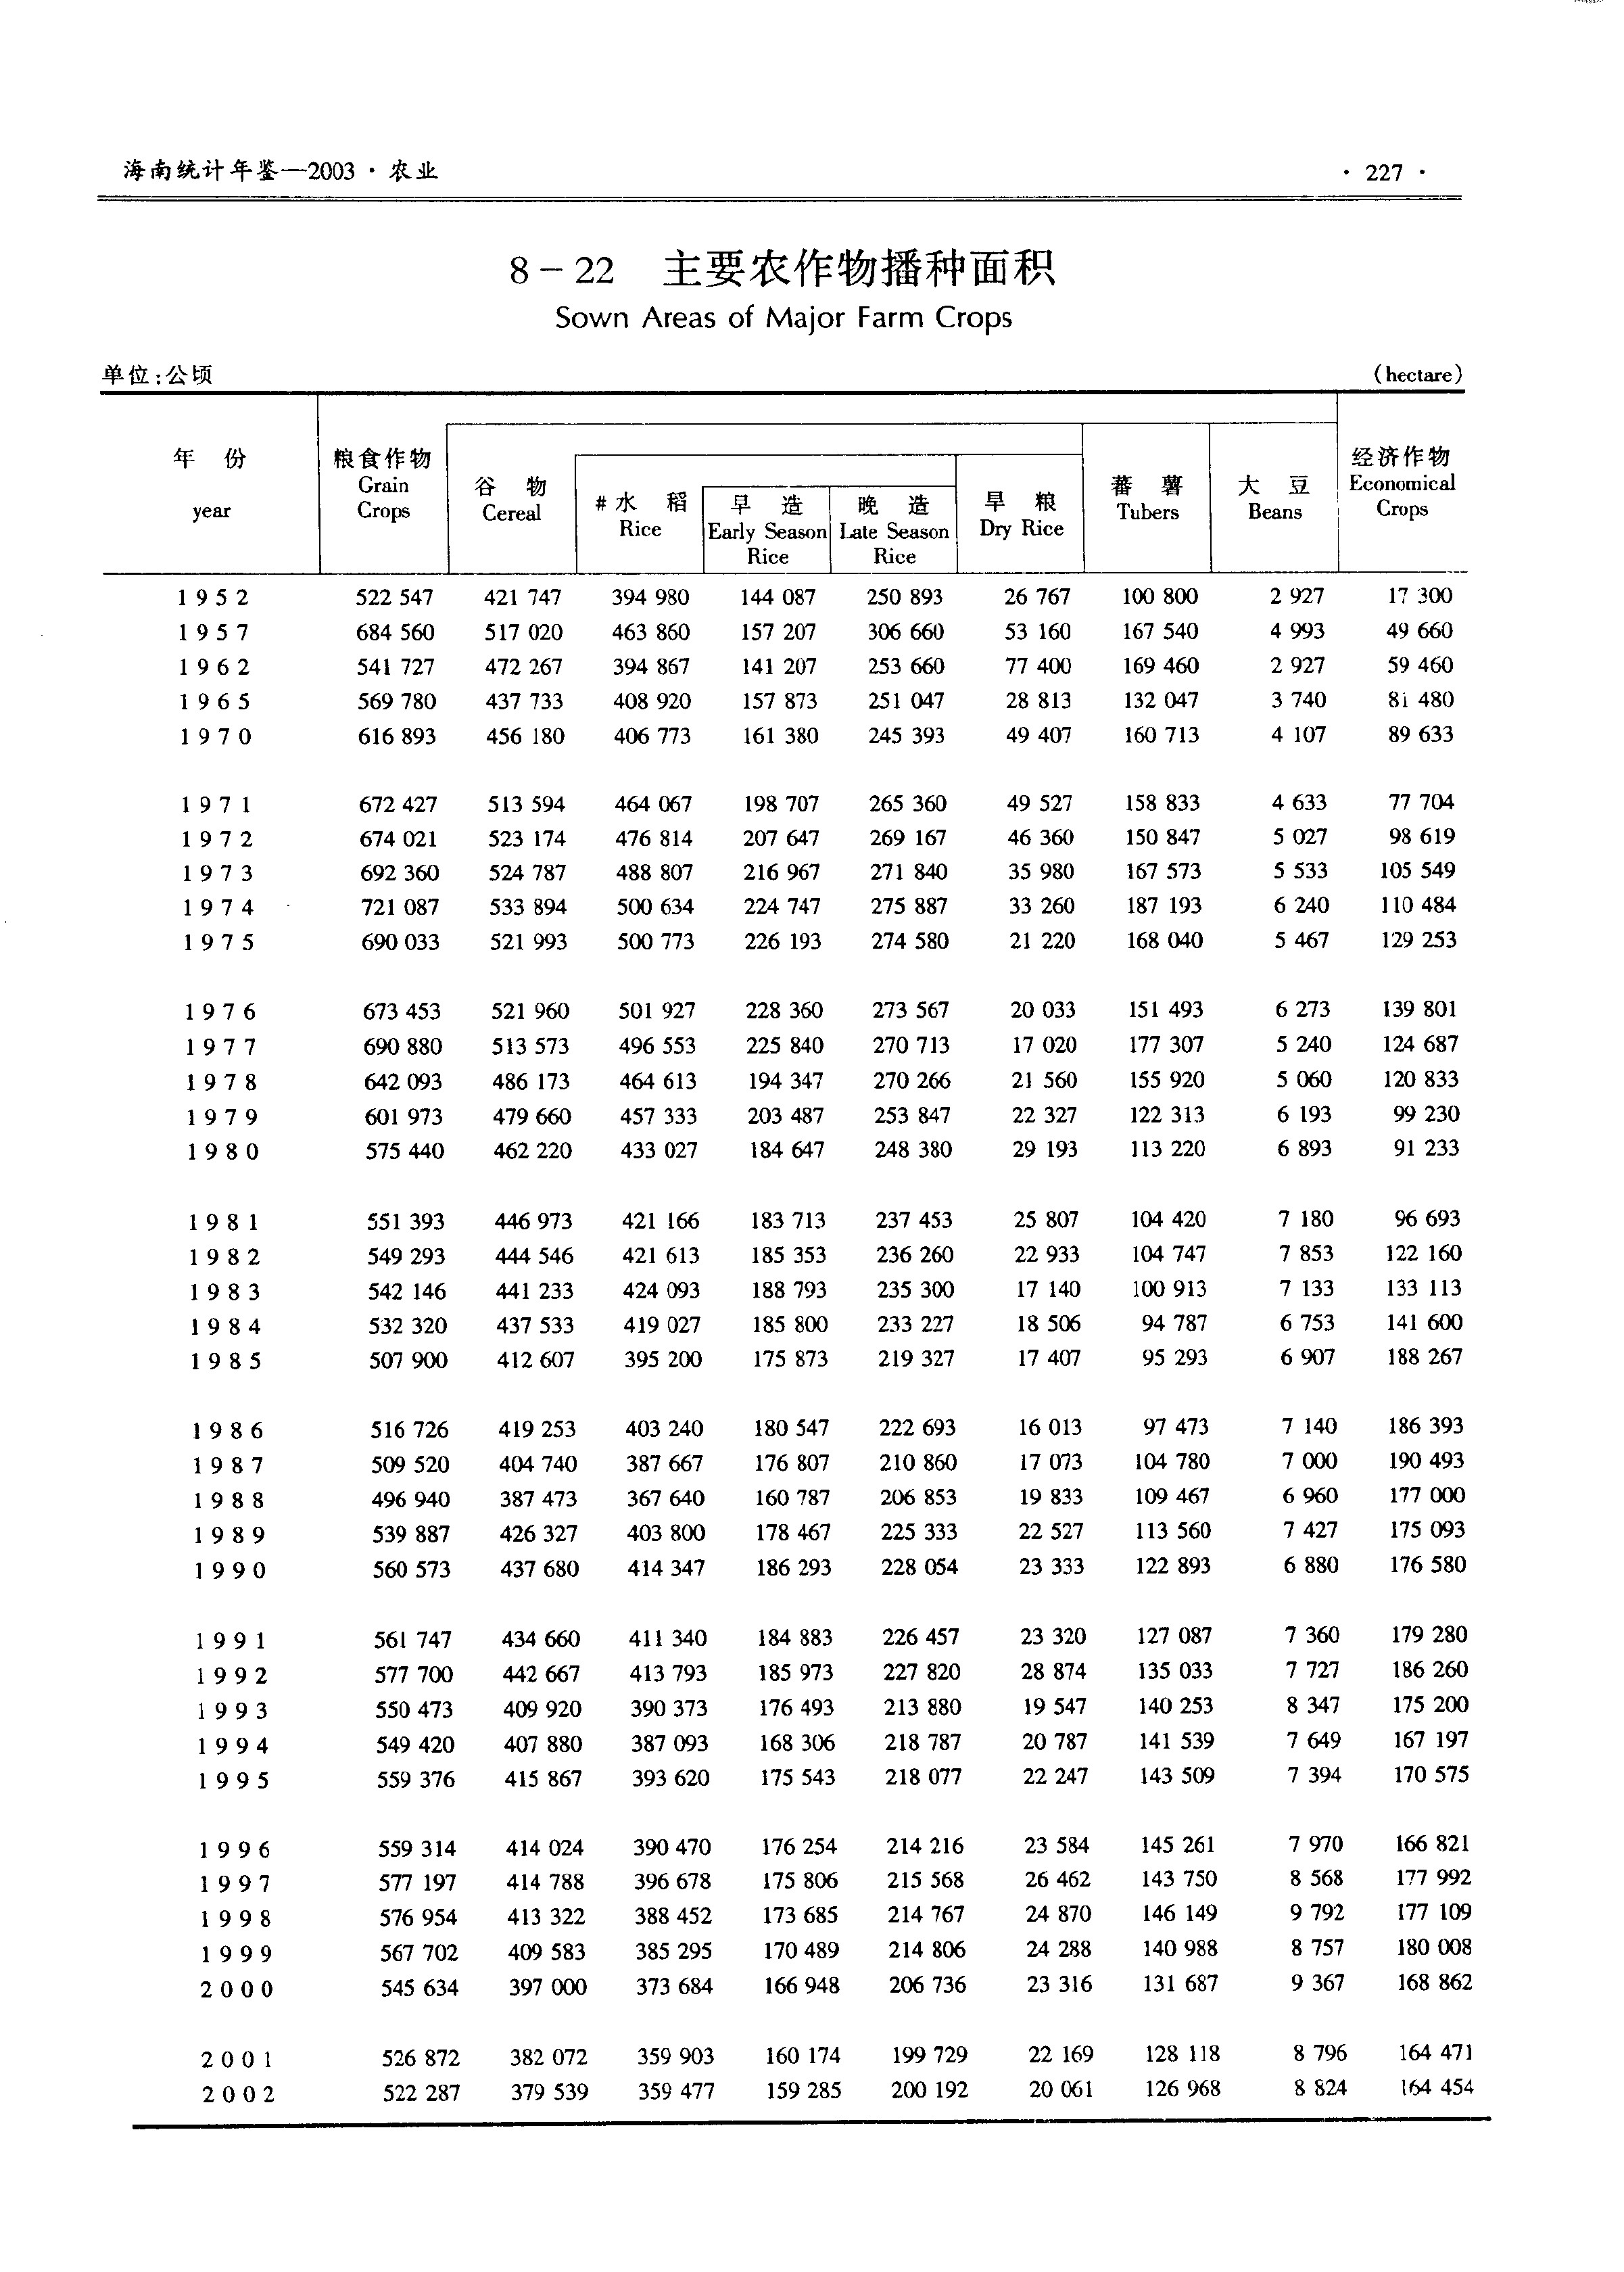 海南统计年鉴—2003·农业 ·227·
8-22 主要农作物播种面积
Sown Areas of Major Farm Crops
单位:公顷 (hectare)
年 份 year 粮食作物 Grain Crops 谷 物 Cereal #水 稻 Rice 早 造 Early Season Rice 晚 造 Late Season Rice 旱 粮 Dry Rice 蕃 薯 Tubers 大 豆 Beans 经济作物 Economical Crops
1952 522 547 421 747 394 980 144 087 250 893 26 767 100 800 2 927 17 300
1957 684 560 517 020 463 860 157 207 306 660 53 160 167 540 4 993 49 660
1962 541 727 472 267 394 867 141 207 253 660 77 400 169 460 2 927 59 460
1965 569 780 437 733 408 920 157 873 251 047 28 813 132 047 3 740 81 480
1970 616 893 456 180 406 773 161 380 245 393 49 407 160 713 4 107 89 633
1971 672 427 513 594 464 067 198 707 265 360 49 527 158 833 4 633 77 704
1972 674 021 523 174 476 814 207 647 269 167 46 360 150 847 5 027 98 619
1973 692 360 524 787 488 807 216 967 271 840 35 980 167 573 5 533 105 549
1974 721 087 533 894 500 634 224 747 275 887 33 260 187 193 6 240 110 484
1975 690 033 521 993 500 773 226 193 274 580 21 220 168 040 5 467 129 253
1976 673 453 521 960 501 927 228 360 273 567 20 033 151 493 6 273 139 801
1977 690 880 513 573 496 553 225 840 270 713 17 020 177 307 5 240 124 687
1978 642 093 486 173 464 613 194 347 270 266 21 560 155 920 5 060 120 833
1979 601 973 479 660 457 333 203 487 253 847 22 327 122 313 6 193 99 230
1980 575 440 462 220 433 027 184 647 248 380 29 193 113 220 6 893 91 233
1981 551 393 446 973 421 166 183 713 237 453 25 807 104 420 7 180 96 693
1982 549 293 444 546 421 613 185 353 236 260 22 933 104 747 7 853 122 160
1983 542 146 441 233 424 093 188 793 235 300 17 140 100 913 7 133 133 113
1984 532 320 437 533 419 027 185 800 233 227 18 506 94 787 6 753 141 600
1985 507 900 412 607 395 200 175 873 219 327 17 407 95 293 6 907 188 267
1986 516 726 419 253 403 240 180 547 222 693 16 013 97 473 7 140 186 393
1987 509 520 404 740 387 667 176 807 210 860 17 073 104 780 7 000 190 493
1988 496 940 387 473 367 640 160 787 206 853 19 833 109 467 6 960 177 000
1989 539 887 426 327 403 800 178 467 225 333 22 527 113 560 7 427 175 093
1990 560 573 437 680 414 347 186 293 228 054 23 333 122 893 6 880 176 580
1991 561 747 434 660 411 340 184 883 226 457 23 320 127 087 7 360 179 280
1992 577 700 442 667 413 793 185 973 227 820 28 874 135 033 7 727 186 260
1993 550 473 409 920 390 373 176 493 213 880 19 547 140 253 8 347 175 200
1994 549 420 407 880 387 093 168 306 218 787 20 787 141 539 7 649 167 197
1995 559 376 415 867 393 620 175 543 218 077 22 247 143 509 7 394 170 575
1996 559 314 414 024 390 470 176 254 214 216 23 584 145 261 7 970 166 821
1997 577 197 414 788 396 678 175 806 215 568 26 462 143 750 8 568 177 992
1998 576 954 413 322 388 452 173 685 214 767 24 870 146 149 9 792 177 109
1999 567 702 409 583 385 295 170 489 214 806 24 288 140 988 8 757 180 008
2000 545 634 397 000 373 684 166 948 206 736 23 316 131 687 9 367 168 862
2001 526 872 382 072 359 903 160 174 199 729 22 169 128 118 8 796 164 471
2002 522 287 379 539 359 477 159 285 200 192 20 061 126 968 8 824 164 454